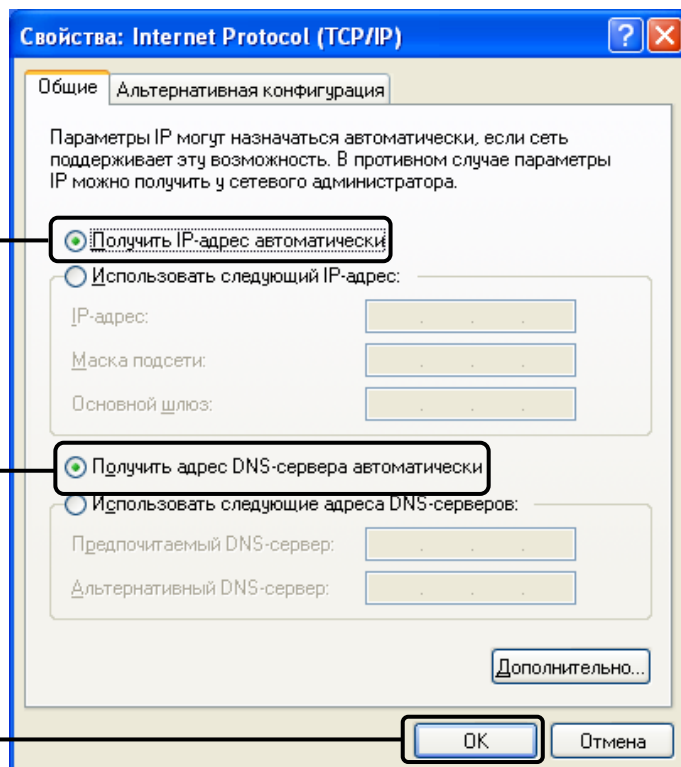 Свойства: Internet Protocol (TCP/IP)
Общие
Альтернативная конфигурация
Параметры IP могут назначаться автоматически, если сеть
поддерживает эту возможность. В противном случае параметры
IP можно получить у сетевого администратора.
Получить IP-адрес автоматически
Использовать следующий IP-адрес:
IP-адрес:
Маска подсети:
Основной шлюз:
Получить адрес DNS-сервера автоматически
Использовать следующие адреса DNS-серверов:
Предпочитаемый DNS-сервер:
Альтернативный DNS-сервер:
Дополнительно...
OK
Отмена